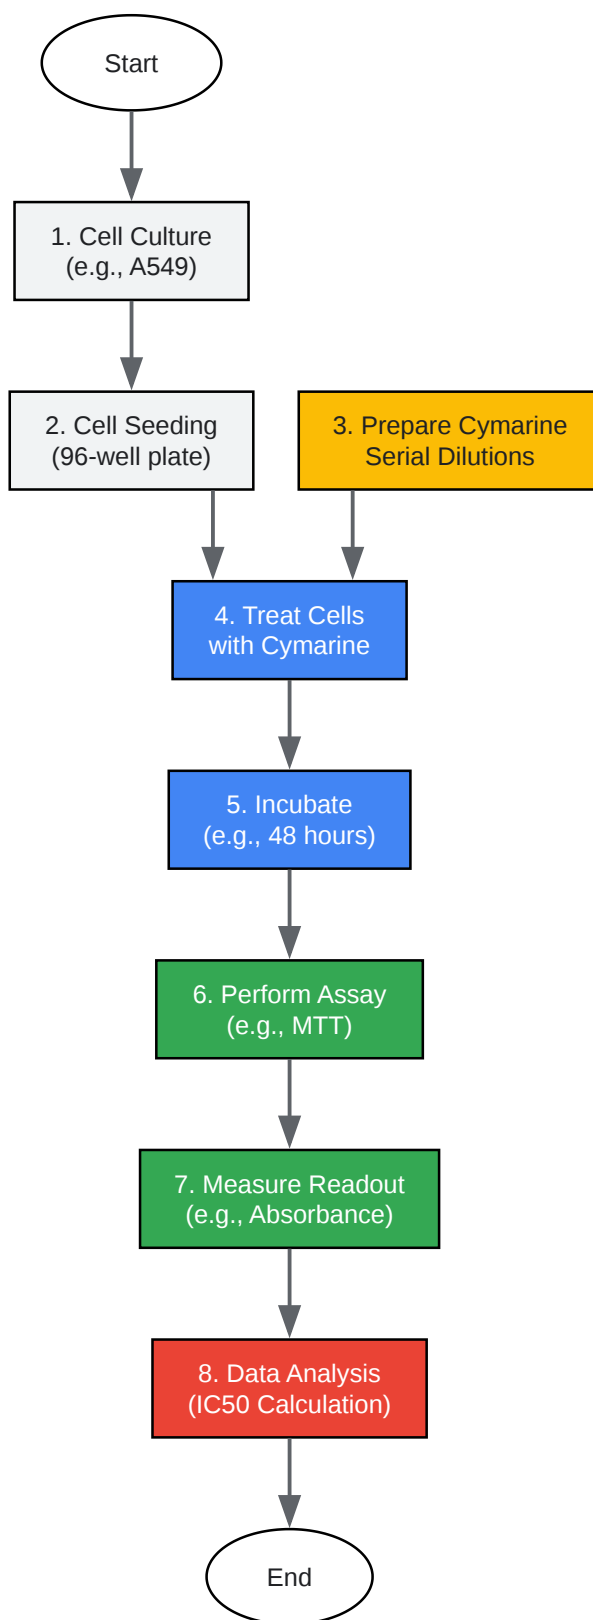 Start
1. Cell Culture
(e.g., A549)
2. Cell Seeding
(96-well plate)
3. Prepare Cymarine
Serial Dilutions
4. Treat Cells
with Cymarine
5. Incubate
(e.g., 48 hours)
6. Perform Assay
(e.g., MTT)
7. Measure Readout
(e.g., Absorbance)
8. Data Analysis
(IC50 Calculation)
End